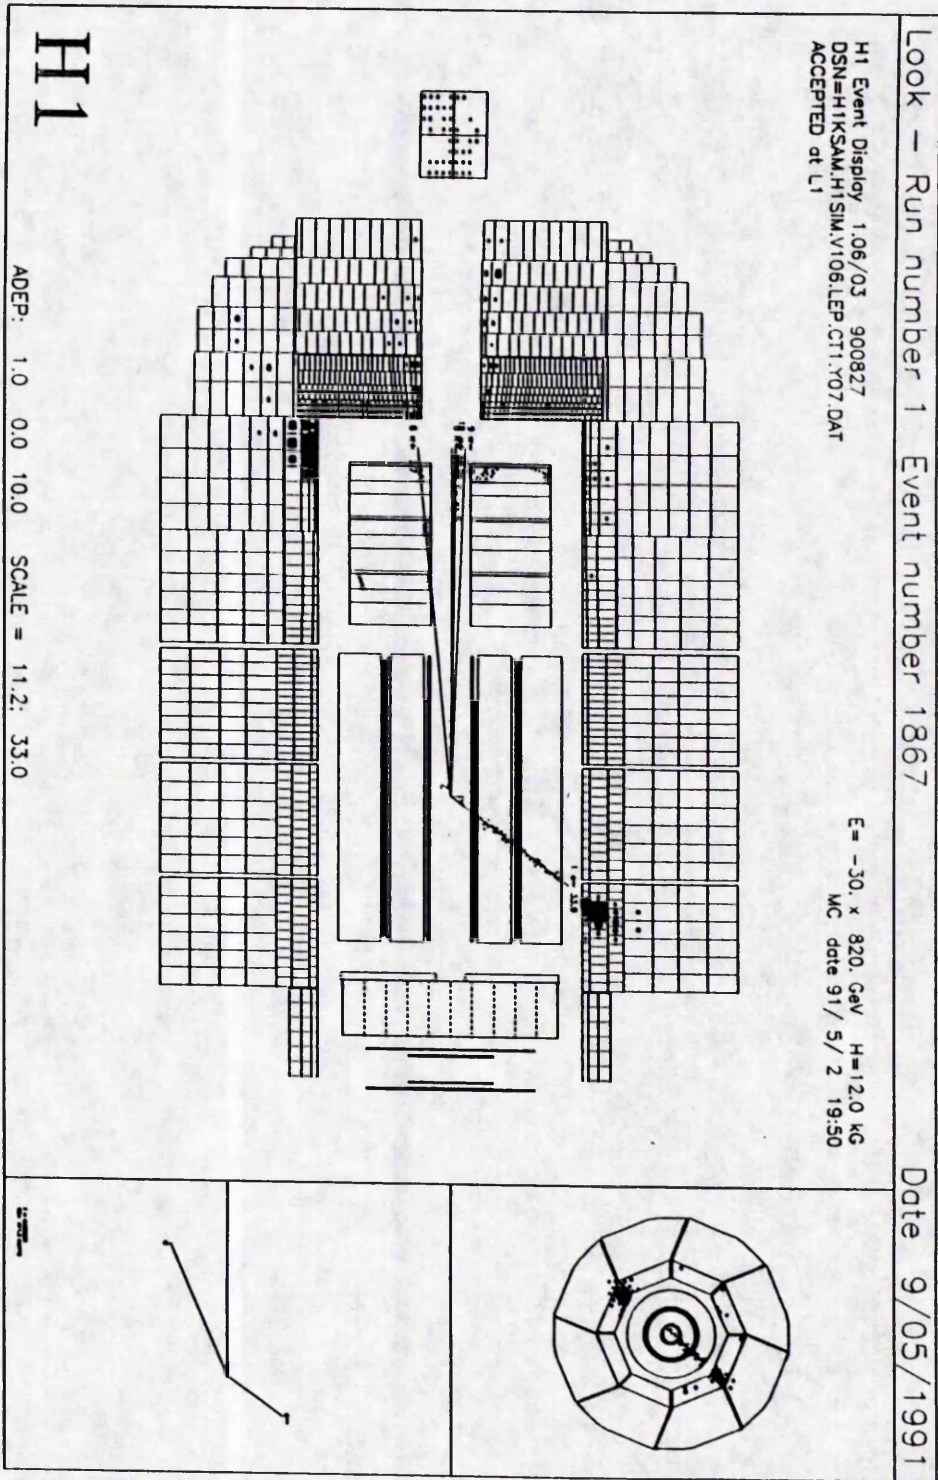 Look – Run number 1 Event number 1867 Date 9/05/1991
H1 Event Display 1.06/03 900827
DSN=H1KSAM.H1SIM.V106.LEP.CT1.Y07.DAT
ACCEPTED at L1
E= -30. x 820. GeV H=12.0 kG
MC date 91/ 5/ 2 19:50
H1
ADEP: 1.0 0.0 10.0 SCALE = 11.2: 33.0